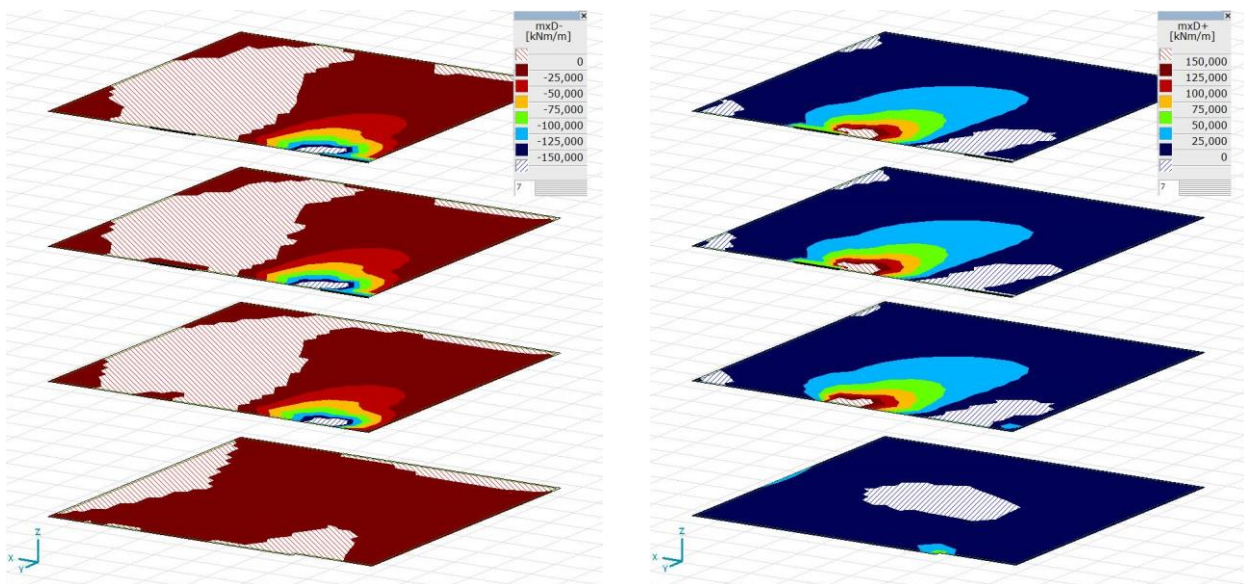 mxD-
[kNm/m]
0
-25,000
-50,000
-75,000
-100,000
-125,000
-150,000
7
mxD+
[kNm/m]
150,000
125,000
100,000
75,000
50,000
25,000
0
7
Z
X
Y
Z
X
Y